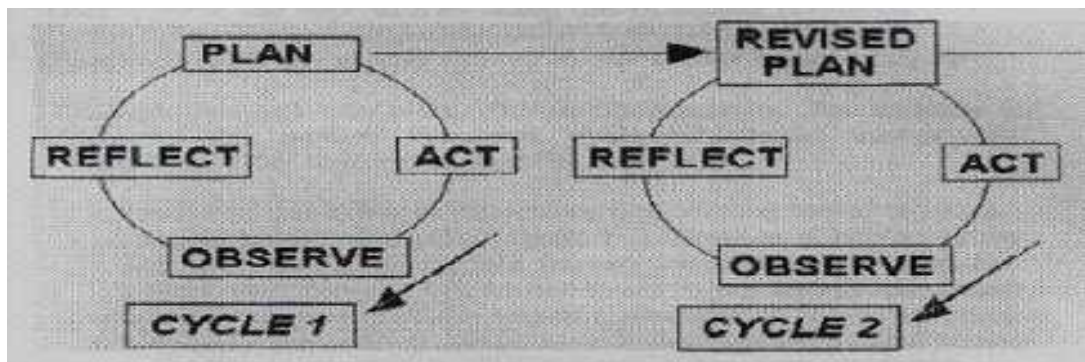 PLAN
REFLECT
ACT
OBSERVE
CYCLE 1
REVISED
PLAN
REFLECT
ACT
OBSERVE
CYCLE 2